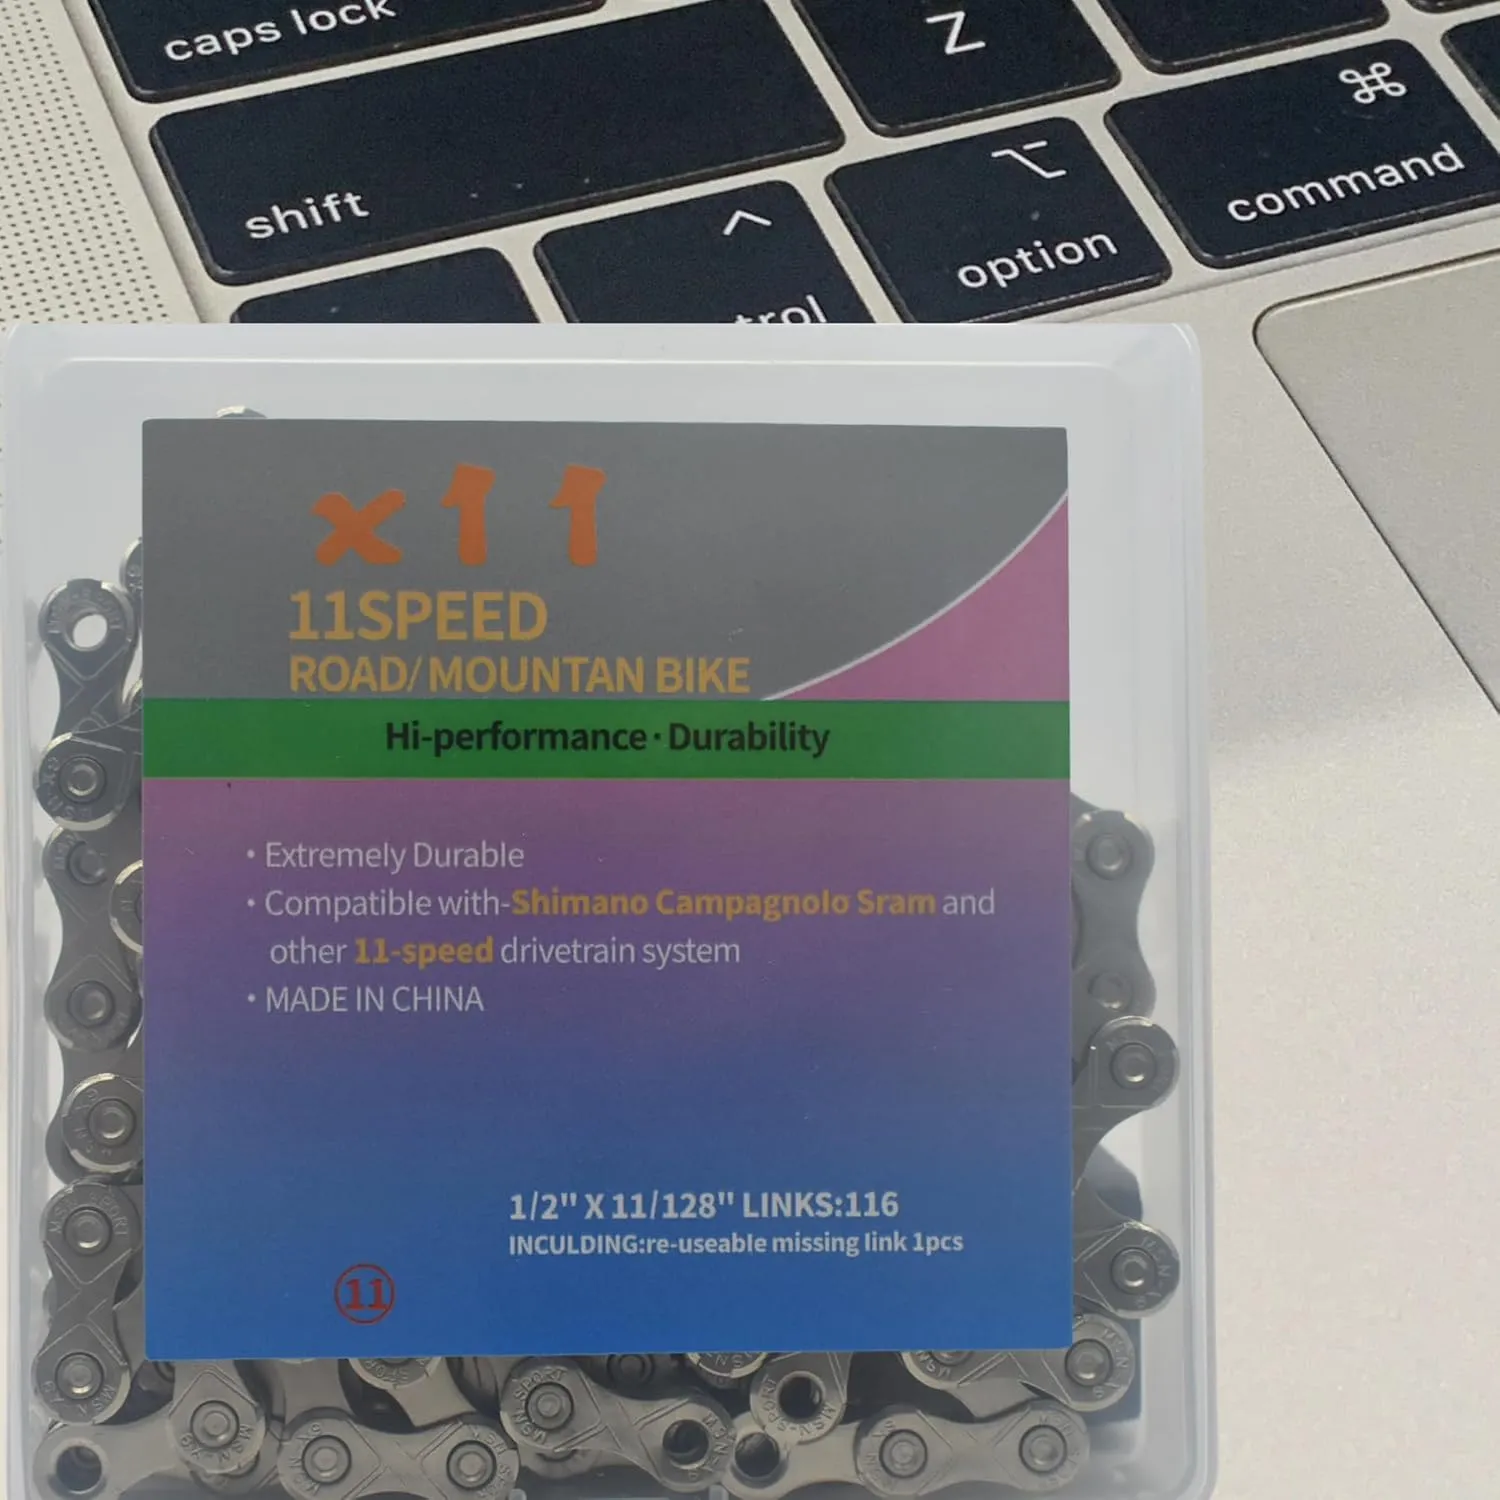 caps lock
Z
⌘
shift
^
⌥
command
option
x11
11SPEED
ROAD/MOUNTAN BIKE
Hi-performance·Durability
• Extremely Durable
• Compatible with-Shimano Campagnolo Sram and
other 11-speed drivetrain system
• MADE IN CHINA
1/2" X 11/128" LINKS:116
INCULDING:re-useable missing link 1pcs
11
MSN-SPORT